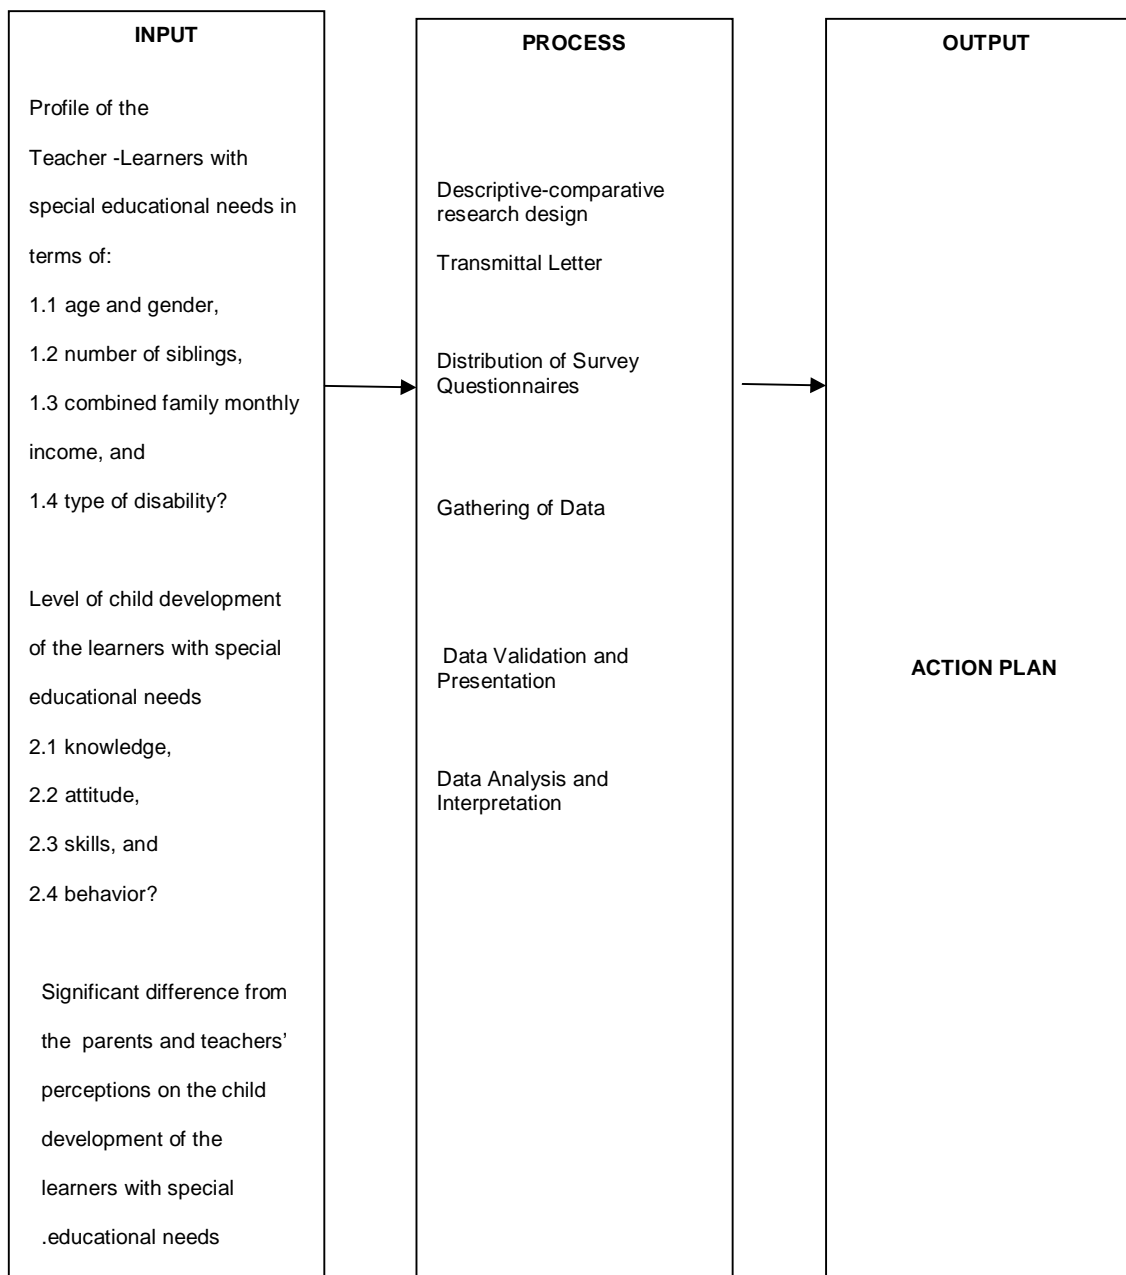 INPUT
Profile of the
Teacher -Learners with
special educational needs in
terms of:
1.1 age and gender,
1.2 number of siblings,
1.3 combined family monthly
income, and
1.4 type of disability?
Level of child development
of the learners with special
educational needs
2.1 knowledge,
2.2 attitude,
2.3 skills, and
2.4 behavior?
Significant difference from
the parents and teachers’
perceptions on the child
development of the
learners with special
.educational needs
PROCESS
Descriptive-comparative
research design
Transmittal Letter
Distribution of Survey
Questionnaires
Gathering of Data
Data Validation and
Presentation
Data Analysis and
Interpretation
OUTPUT
ACTION PLAN